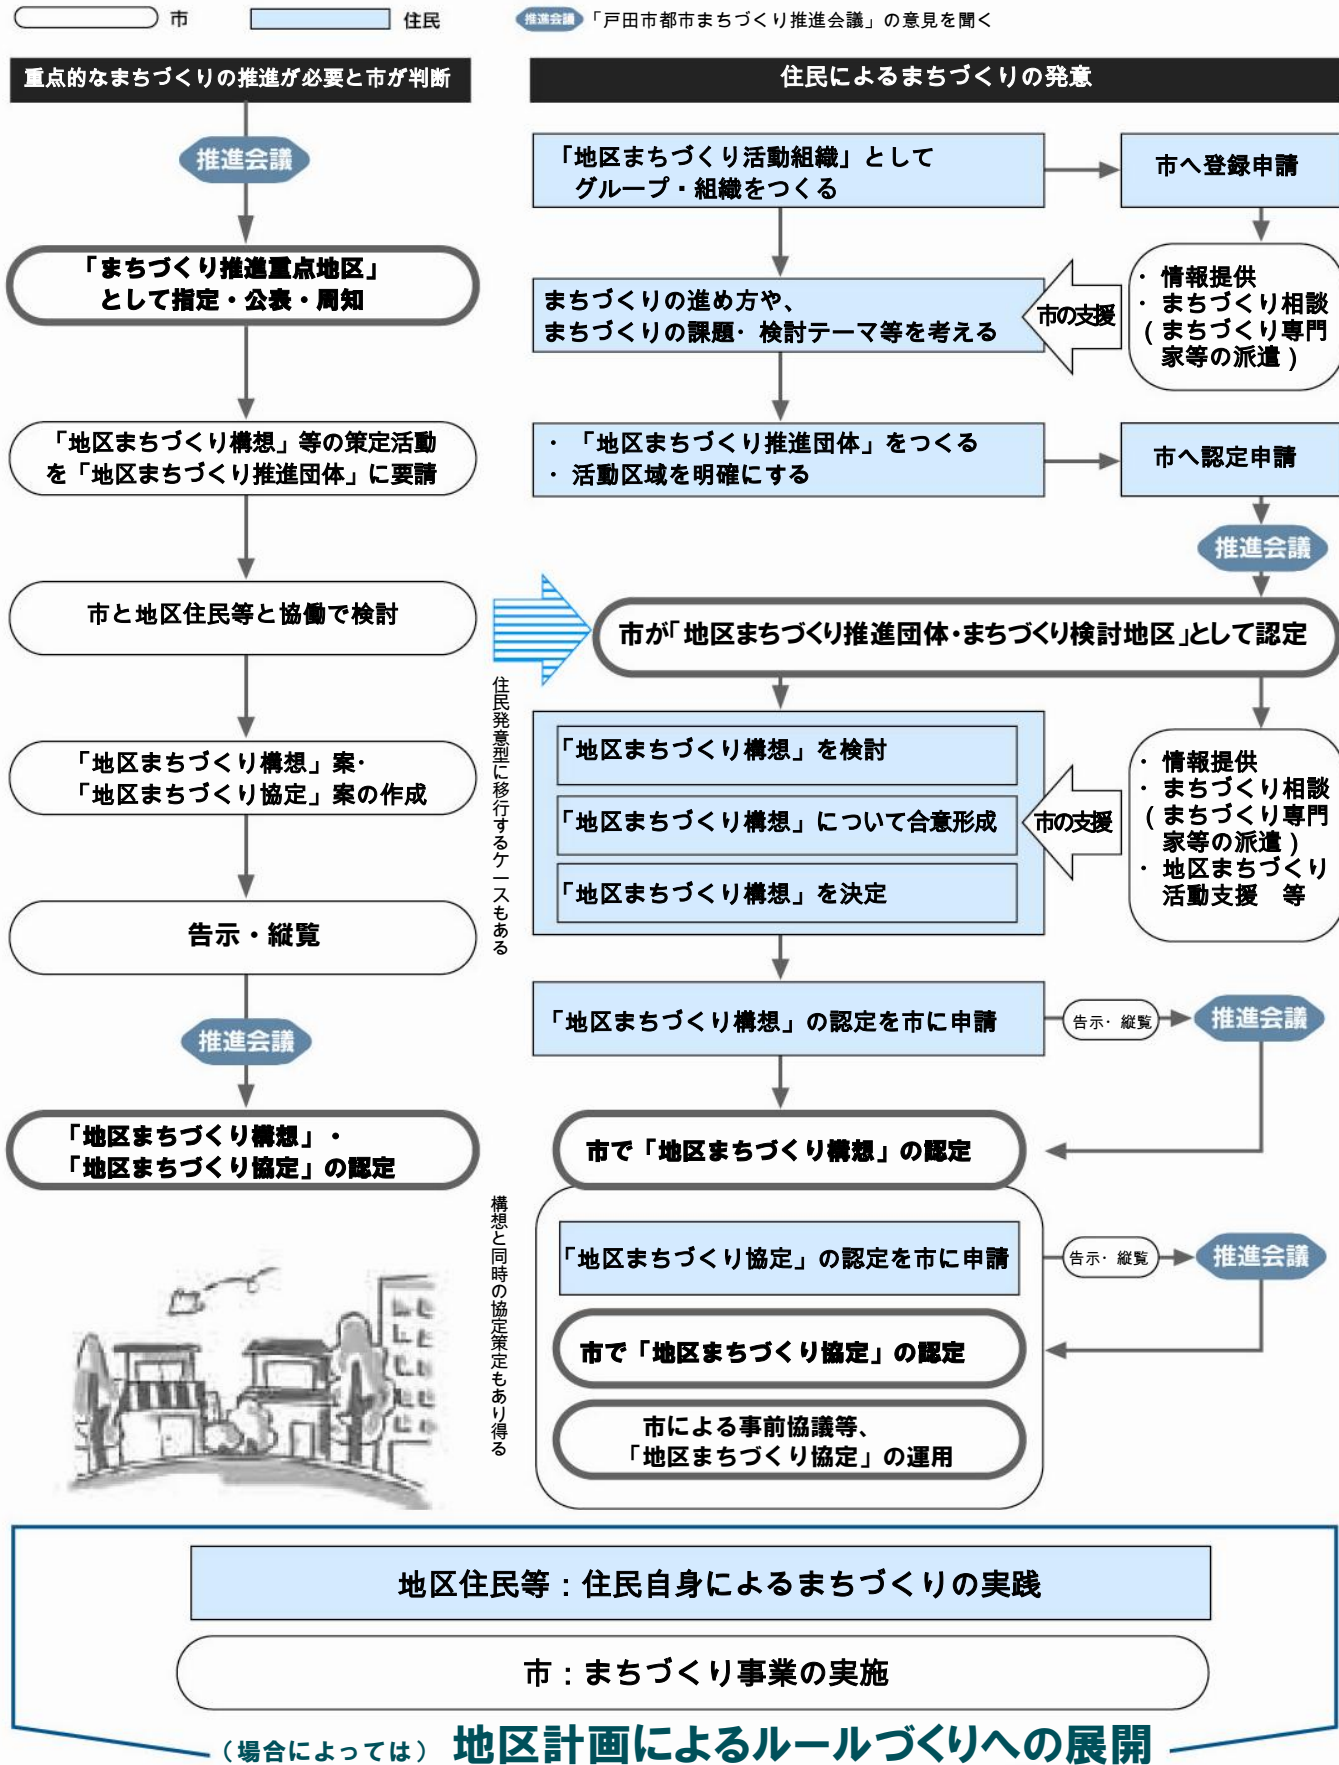 市
住民
推進会議「戸田市都市まちづくり推進会議」の意見を聞く
重点的なまちづくりの推進が必要と市が判断
推進会議
「まちづくり推進重点地区」
として指定・公表・周知
「地区まちづくり構想」等の策定活動
を「地区まちづくり推進団体」に要請
市と地区住民等と協働で検討
「地区まちづくり構想」案・
「地区まちづくり協定」案の作成
告示・縦覧
推進会議
「地区まちづくり構想」・
「地区まちづくり協定」の認定
住民発意型に移行するケースもある
構想と同時の協定策定もあり得る
住民によるまちづくりの発意
「地区まちづくり活動組織」として
グループ・組織をつくる
市へ登録申請
まちづくりの進め方や、
まちづくりの課題・検討テーマ等を考える
市の支援
・情報提供
・まちづくり相談
(まちづくり専門
家等の派遣)
・「地区まちづくり推進団体」をつくる
・活動区域を明確にする
市へ認定申請
推進会議
市が「地区まちづくり推進団体・まちづくり検討地区」として認定
「地区まちづくり構想」を検討
「地区まちづくり構想」について合意形成
「地区まちづくり構想」を決定
市の支援
・情報提供
・まちづくり相談
(まちづくり専門
家等の派遣)
・地区まちづくり
活動支援 等
「地区まちづくり構想」の認定を市に申請
告示・縦覧
推進会議
市で「地区まちづくり構想」の認定
「地区まちづくり協定」の認定を市に申請
告示・縦覧
推進会議
市で「地区まちづくり協定」の認定
市による事前協議等、
「地区まちづくり協定」の運用
地区住民等：住民自身によるまちづくりの実践
市：まちづくり事業の実施
(場合によっては) 地区計画によるルールづくりへの展開